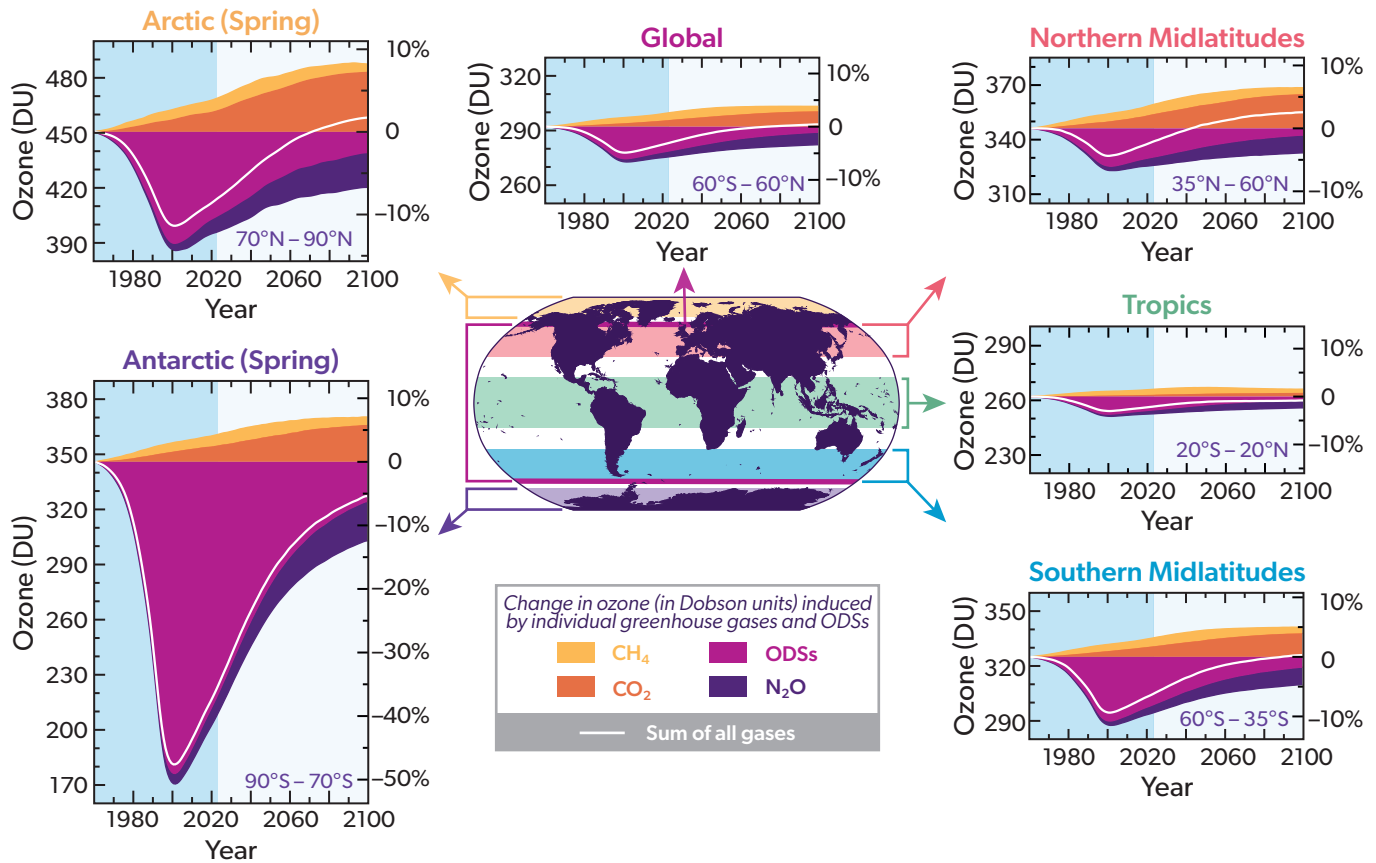 Arctic (Spring)
Ozone (DU)
480
450
420
390
10%
0
–10%
70°N – 90°N
1980 2020 2060 2100
Year
Global
Ozone (DU)
320
290
260
10%
0
–10%
60°S – 60°N
1980 2020 2060 2100
Year
Northern Midlatitudes
Ozone (DU)
370
340
310
10%
0
–10%
35°N – 60°N
1980 2020 2060 2100
Year
Antarctic (Spring)
Ozone (DU)
380
350
320
290
260
230
200
170
10%
0
–10%
–20%
–30%
–40%
–50%
90°S – 70°S
1980 2020 2060 2100
Year
Tropics
Ozone (DU)
290
260
230
10%
0
–10%
20°S – 20°N
1980 2020 2060 2100
Year
Southern Midlatitudes
Ozone (DU)
350
320
290
10%
0
–10%
60°S – 35°S
1980 2020 2060 2100
Year
Change in ozone (in Dobson units) induced
by individual greenhouse gases and ODSs
CH₄ ODSs
CO₂ N₂O
Sum of all gases